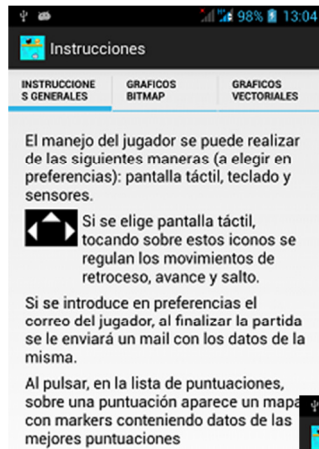 98% 13:04
Instrucciones
INSTRUCCIONE
S GENERALES
GRAFICOS
BITMAP
GRAFICOS
VECTORIALES
El manejo del jugador se puede realizar
de las siguientes maneras (a elegir en
preferencias): pantalla táctil, teclado y
sensores.
Si se elige pantalla táctil,
tocando sobre estos iconos se
regulan los movimientos de
retroceso, avance y salto.
Si se introduce en preferencias el
correo del jugador, al finalizar la partida
se le enviará un mail con los datos de la
misma.
Al pulsar, en la lista de puntuaciones,
sobre una puntuación aparece un mapa
con markers conteniendo datos de las
mejores puntuaciones